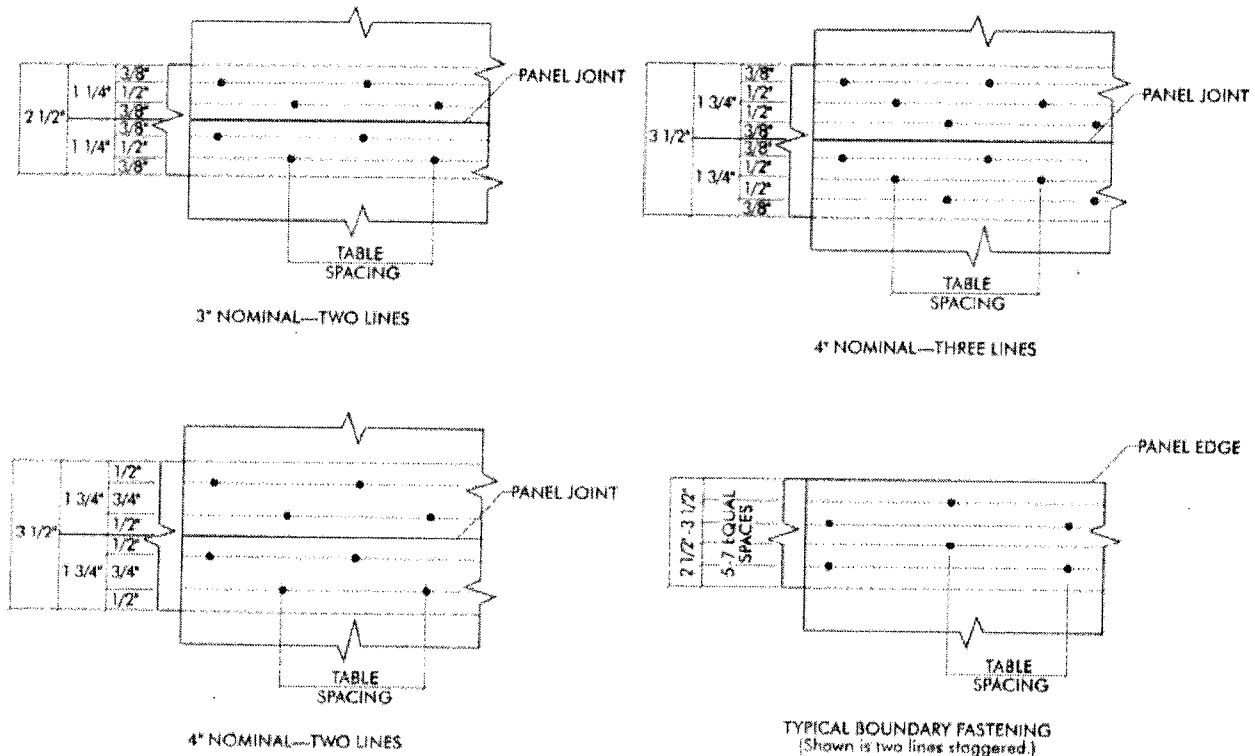 3/8"
1 1/4"
1/2"
3/8"
2 1/2"
3/8"
1 1/4"
1/2"
3/8"
PANEL JOINT
TABLE
SPACING
3" NOMINAL—TWO LINES
3/8"
1/2"
1 3/4"
1/2"
3/8"
3 1/2"
3/8"
1/2"
1 3/4"
1/2"
3/8"
PANEL JOINT
TABLE
SPACING
4" NOMINAL—THREE LINES
1/2"
1 3/4"
3/4"
1/2"
3 1/2"
1/2"
1 3/4"
3/4"
1/2"
PANEL JOINT
TABLE
SPACING
4" NOMINAL—TWO LINES
PANEL EDGE
2 1/2"-3 1/2"
5-7 EQUAL
SPACES
TABLE
SPACING
TYPICAL BOUNDARY FASTENING
(Shown is two lines staggered.)